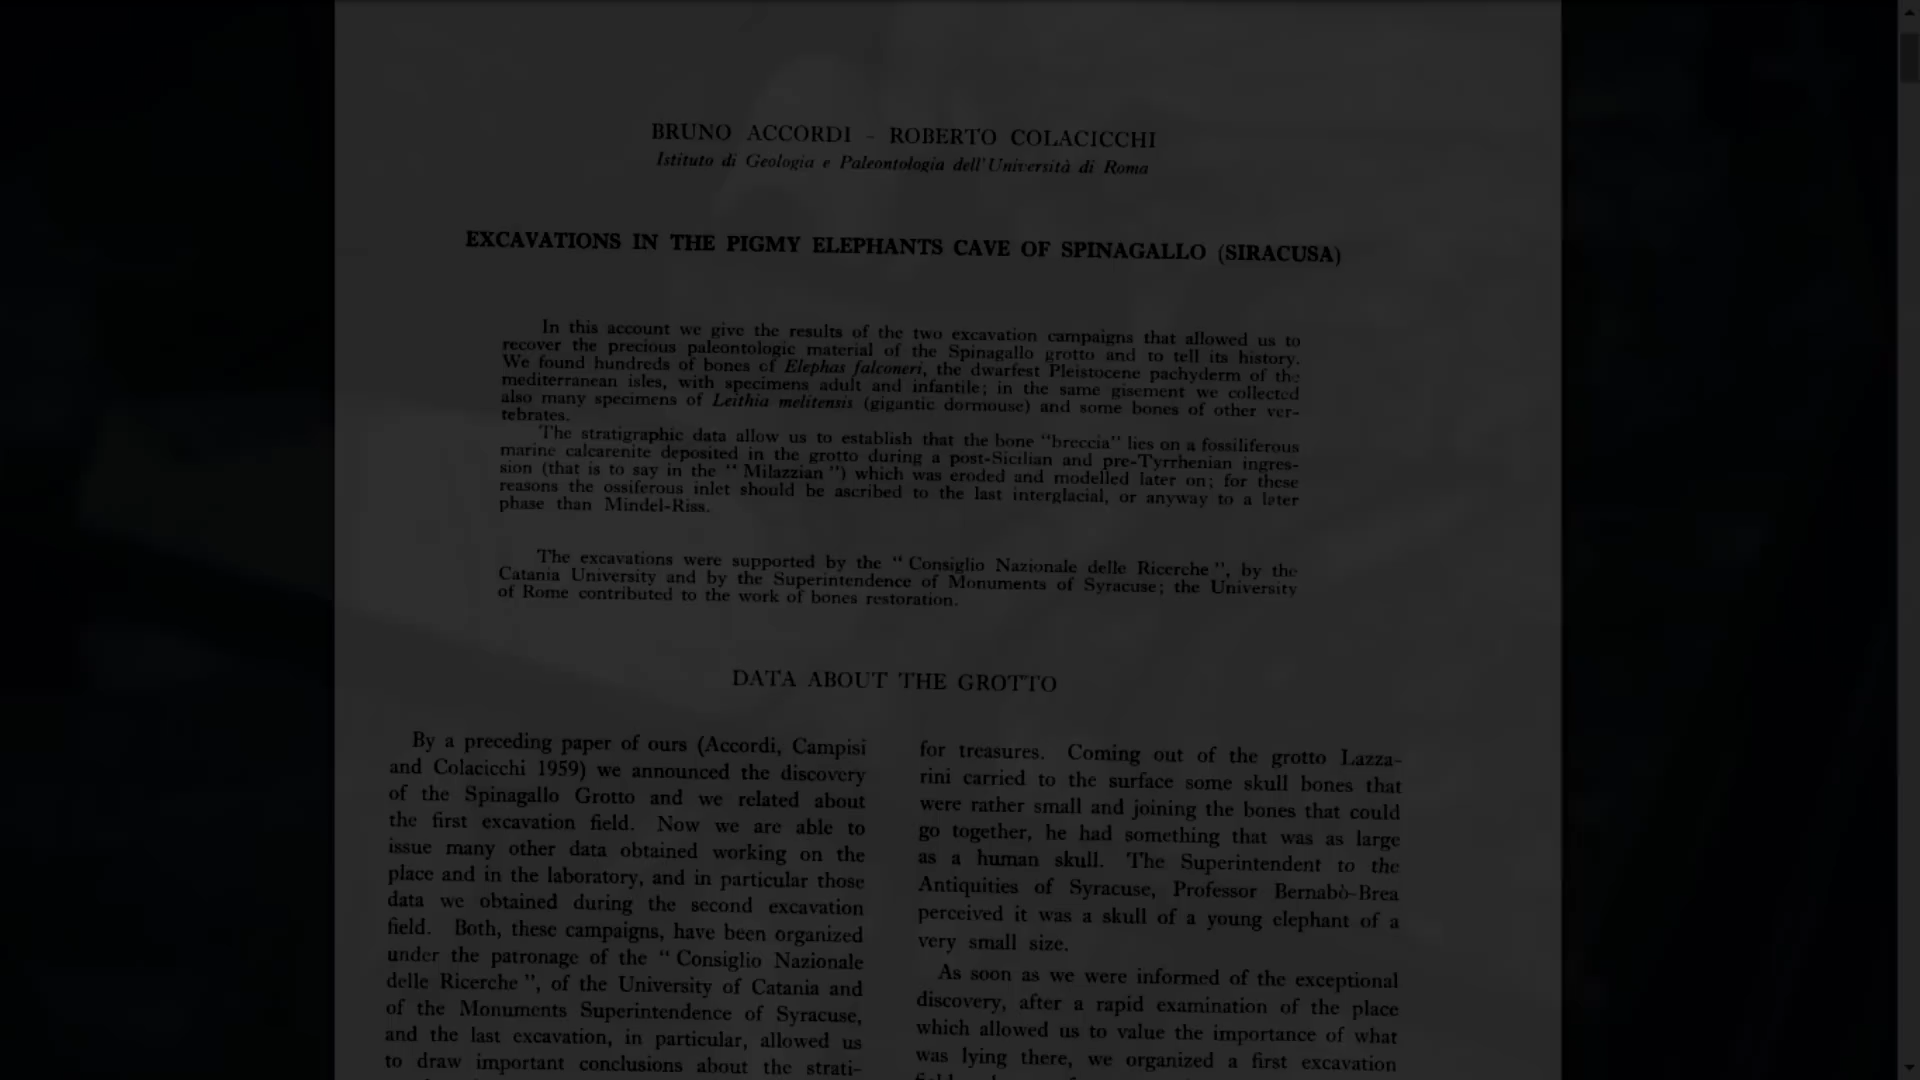 BRUNO ACCORDI - ROBERTO COLACICCHI
Istituto di Geologia e Paleontologia dell'Università di Roma
EXCAVATIONS IN THE PIGMY ELEPHANTS CAVE OF SPINAGALLO (SIRACUSA)
In this account we give the results of the two excavation campaigns that allowed us to
recover the precious paleontologic material of the Spinagallo grotto and to tell its history.
We found hundreds of bones of Elephas falconeri, the dwarfest Pleistocene pachyderm of the
mediterranean isles, with specimens adult and infantile; in the same gisement we collected
also many specimens of Leithia melitensis (gigantic dormouse) and some bones of other ver-
tebrates.
The stratigraphic data allow us to establish that the bone "breccia" lies on a fossiliferous
marine calcarenite deposited in the grotto during a post-Sicilian and pre-Tyrrhenian ingres-
sion (that is to say in the " Milazzian ") which was eroded and modelled later on; for these
reasons the ossiferous inlet should be ascribed to the last interglacial, or anyway to a later
phase than Mindel-Riss.
The excavations were supported by the " Consiglio Nazionale delle Ricerche ", by the
Catania University and by the Superintendence of Monuments of Syracuse; the University
of Rome contributed to the work of bones restoration.
DATA ABOUT THE GROTTO
By a preceding paper of ours (Accordi, Campisi
and Colacicchi 1959) we announced the discovery
of the Spinagallo Grotto and we related about
the first excavation field. Now we are able to
issue many other data obtained working on the
place and in the laboratory, and in particular those
data we obtained during the second excavation
field. Both, these campaigns, have been organized
under the patronage of the " Consiglio Nazionale
delle Ricerche ", of the University of Catania and
of the Monuments Superintendence of Syracuse,
and the last excavation, in particular, allowed us
to draw important conclusions about the strati-
for treasures. Coming out of the grotto Lazza-
rini carried to the surface some skull bones that
were rather small and joining the bones that could
go together, he had something that was as large
as a human skull. The Superintendent to the
Antiquities of Syracuse, Professor Bernabò-Brea
perceived it was a skull of a young elephant of a
very small size.
As soon as we were informed of the exceptional
discovery, after a rapid examination of the place
which allowed us to value the importance of what
was lying there, we organized a first excavation